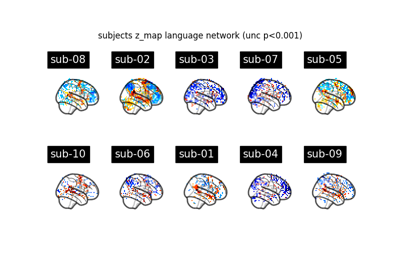 subjects z_map language network (unc p<0.001)
sub-08 sub-02 sub-03 sub-07 sub-05
sub-10 sub-06 sub-01 sub-04 sub-09